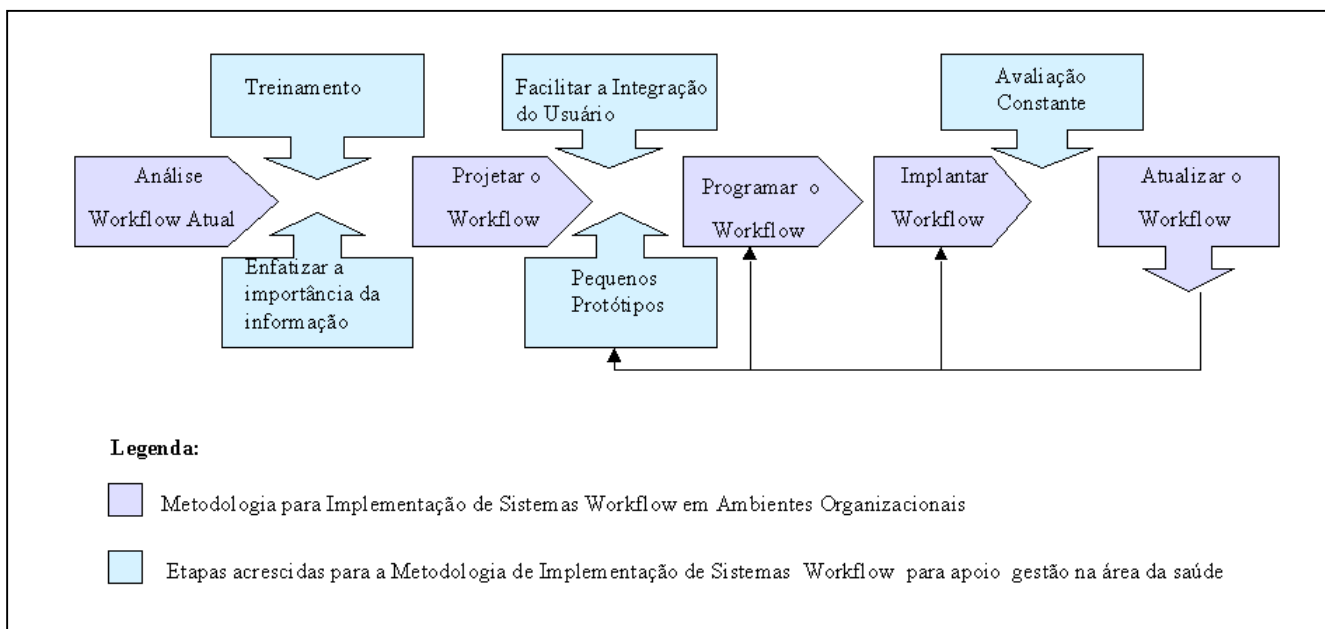 Treinamento
Facilitar a Integração
do Usuário
Avaliação
Constante
Análise
Workflow Atual
Projetar o
Workflow
Programar o
Workflow
Implantar
Workflow
Atualizar o
Workflow
Enfatizar a
importância da
informação
Pequenos
Protótipos
Legenda:
Metodologia para Implementação de Sistemas Workflow em Ambientes Organizacionais
Etapas acrescidas para a Metodologia de Implementação de Sistemas Workflow para apoio gestão na área da saúde